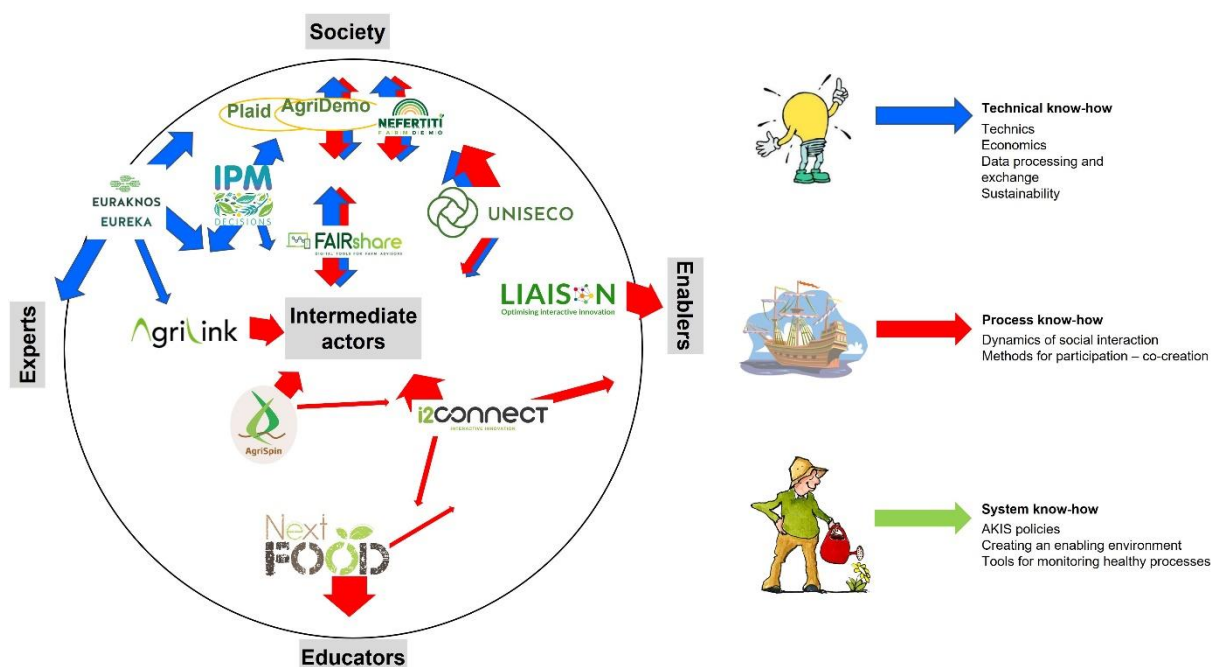 Society
Plaid
AgriDemo
NEFERTITI
FARMDEMO
EURAKNOS
EUREKA
IPM
DECISIONS
FAIRshare
DIGITAL TOOLS FOR FARM ADVISORS
UNISECO
LIAISON
Optimising interactive innovation
Enablers
Experts
AgriLink
Intermediate
actors
AgriSpin
i2connect
INTERACTIVE INNOVATION
Next
FOOD
Educators
Technical know-how
Technics
Economics
Data processing and
exchange
Sustainability
Process know-how
Dynamics of social interaction
Methods for participation – co-creation
System know-how
AKIS policies
Creating an enabling environment
Tools for monitoring healthy processes